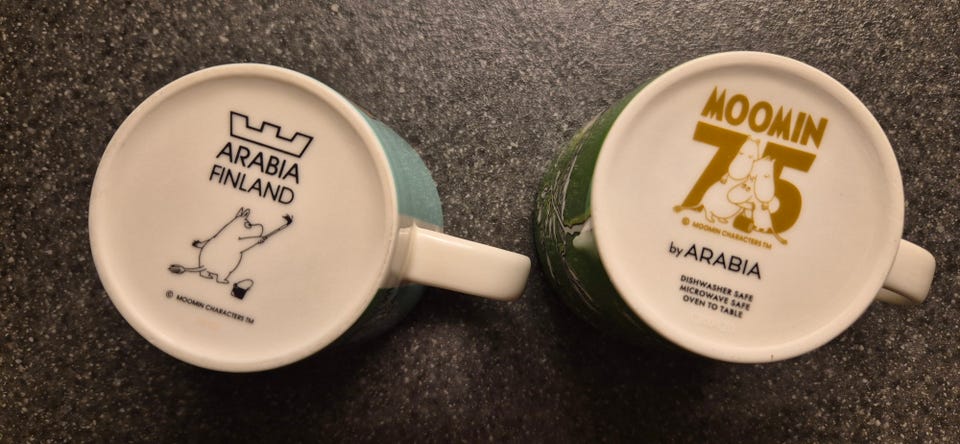 ARABIA
FINLAND
© MOOMIN CHARACTERS TM
MOOMIN
75
© MOOMIN CHARACTERS TM
by ARABIA
DISHWASHER SAFE
MICROWAVE SAFE
OVEN TO TABLE